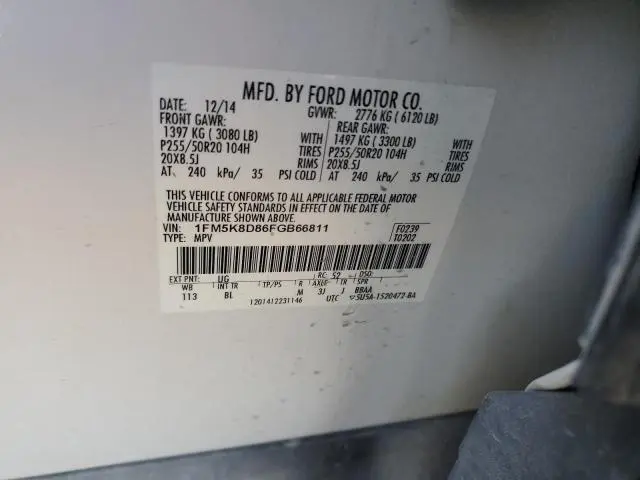 MFD. BY FORD MOTOR CO.
DATE: 12/14 GVWR: 2776 KG ( 6120 LB)
FRONT GAWR: REAR GAWR:
1397 KG ( 3080 LB) WITH 1497 KG ( 3300 LB) WITH
P255/50R20 104H TIRES P255/50R20 104H TIRES
20X8.5J RIMS 20X8.5J RIMS
AT 240 kPa/ 35 PSI COLD AT 240 kPa/ 35 PSI COLD
THIS VEHICLE CONFORMS TO ALL APPLICABLE FEDERAL MOTOR
VEHICLE SAFETY STANDARDS IN EFFECT ON THE DATE OF
MANUFACTURE SHOWN ABOVE.
VIN: 1FM5K8D86FGB66811 F0239
TYPE: MPV T0202
EXT PNT: UG RC: 52 DSO:
WB INT TR TP/PS R AXLE TR SPR
113 BL M 3J J BBAA
1201412231146 UTC 5U5A-1520472-BA